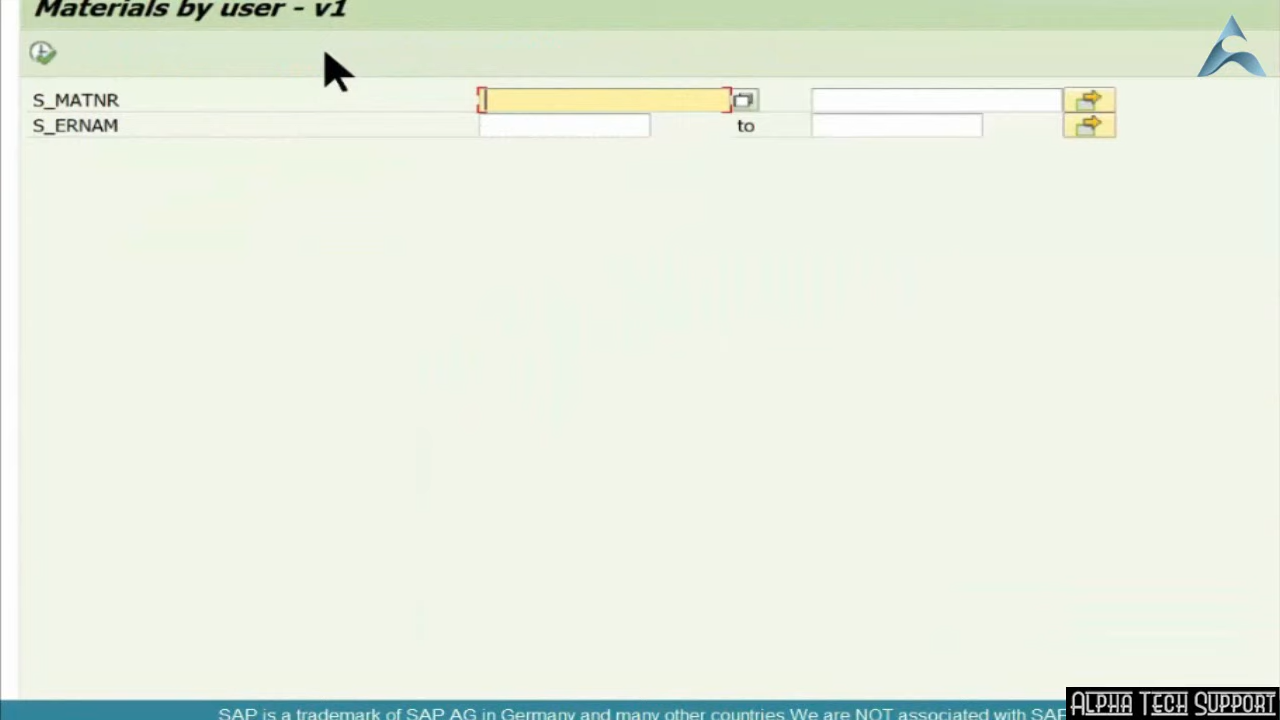 Materials by user - v1
S_MATNR
S_ERNAM to
SAP is a trademark of SAP AG in Germany and many other countries We are NOT associated with SAP
ALPHA TECH SUPPORT